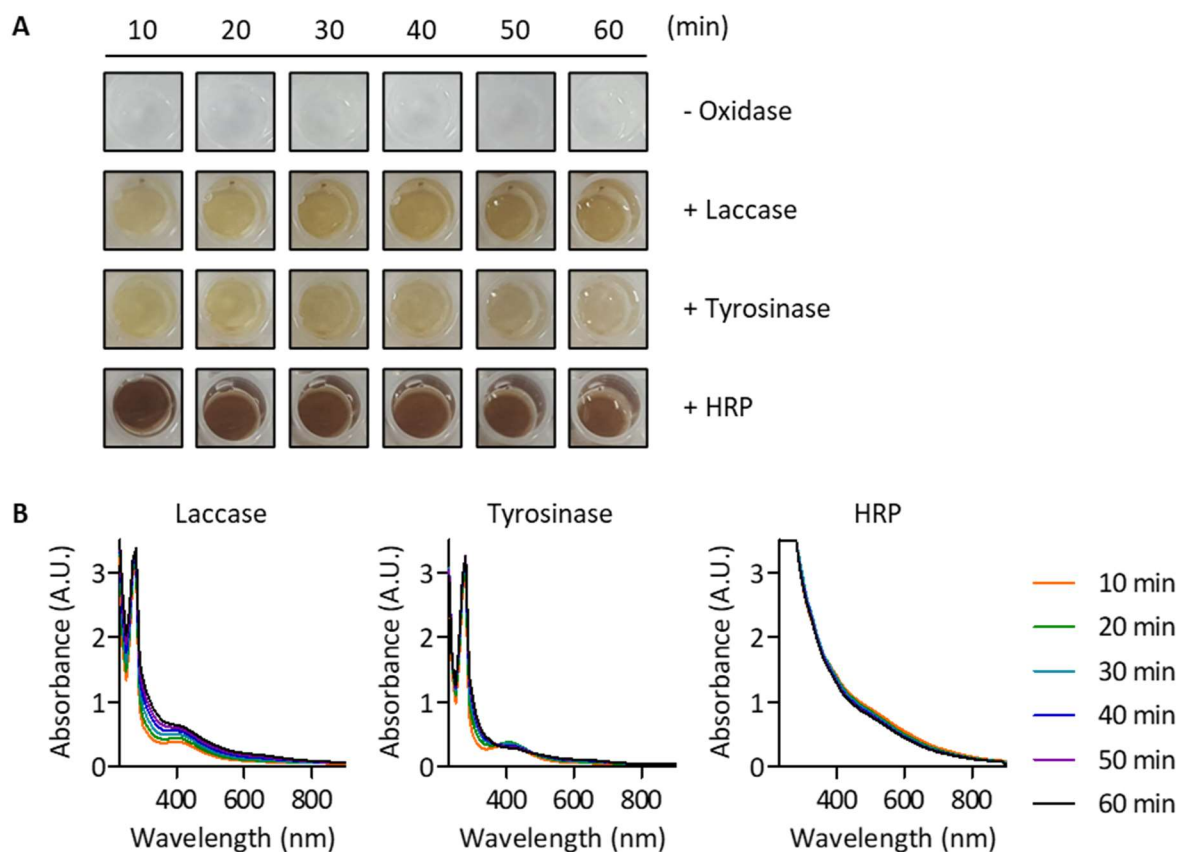 A 10 20 30 40 50 60 (min)
- Oxidase
+ Laccase
+ Tyrosinase
+ HRP
B Laccase Tyrosinase HRP
Absorbance (A.U.)
3
2
1
0
400 600 800
Wavelength (nm)
Absorbance (A.U.)
3
2
1
0
400 600 800
Wavelength (nm)
Absorbance (A.U.)
3
2
1
0
400 600 800
Wavelength (nm)
10 min
20 min
30 min
40 min
50 min
60 min